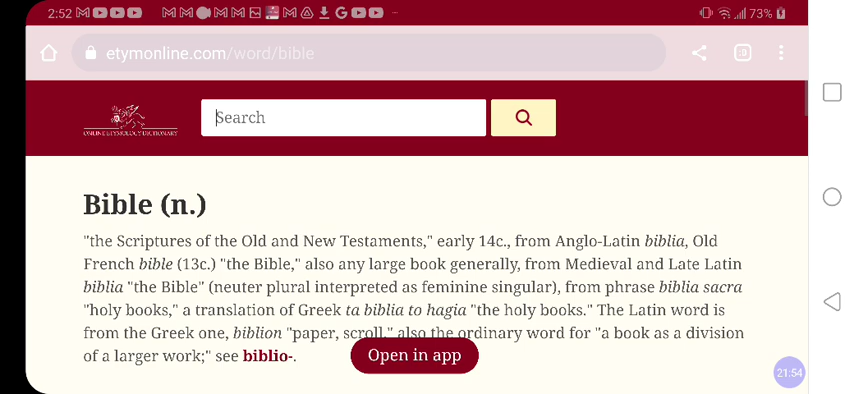 2:52 73%
etymonline.com/word/bible
ONLINE ETYMOLOGY DICTIONARY
Search
Bible (n.)
"the Scriptures of the Old and New Testaments," early 14c., from Anglo-Latin biblia, Old
French bible (13c.) "the Bible," also any large book generally, from Medieval and Late Latin
biblia "the Bible" (neuter plural interpreted as feminine singular), from phrase biblia sacra
"holy books," a translation of Greek ta biblia to hagia "the holy books." The Latin word is
from the Greek one, biblion "paper, scroll," also the ordinary word for "a book as a division
of a larger work;" see biblio-.
Open in app
21:54